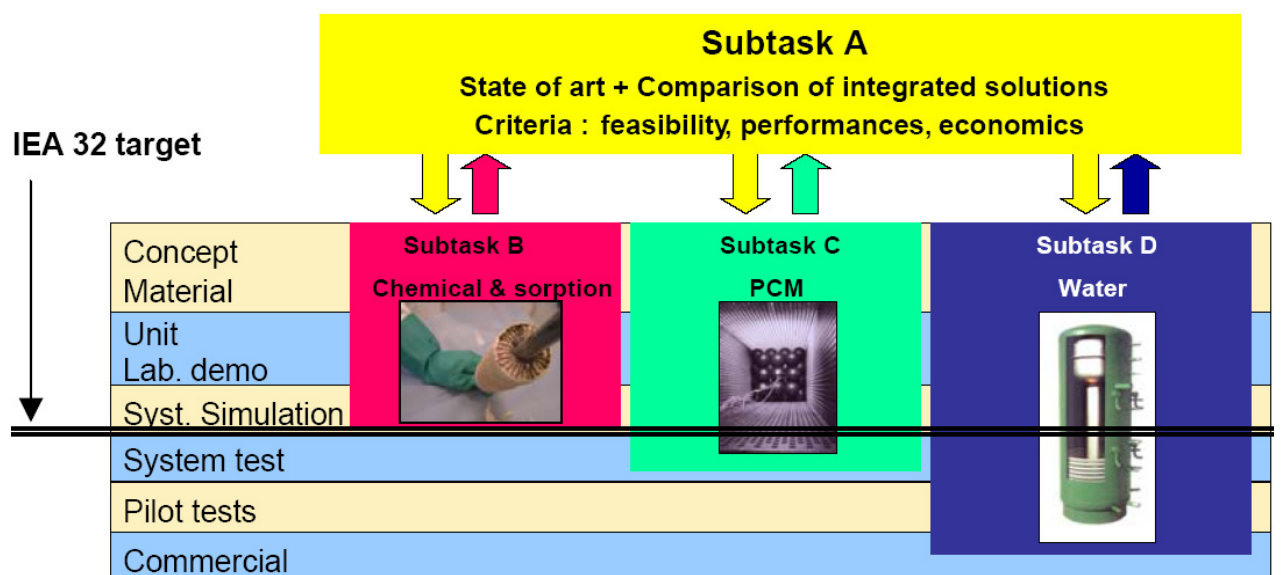 Subtask A
State of art + Comparison of integrated solutions
Criteria : feasibility, performances, economics
IEA 32 target
Concept
Material
Unit
Lab. demo
Syst. Simulation
System test
Pilot tests
Commercial
Subtask B
Chemical & sorption
Subtask C
PCM
Subtask D
Water